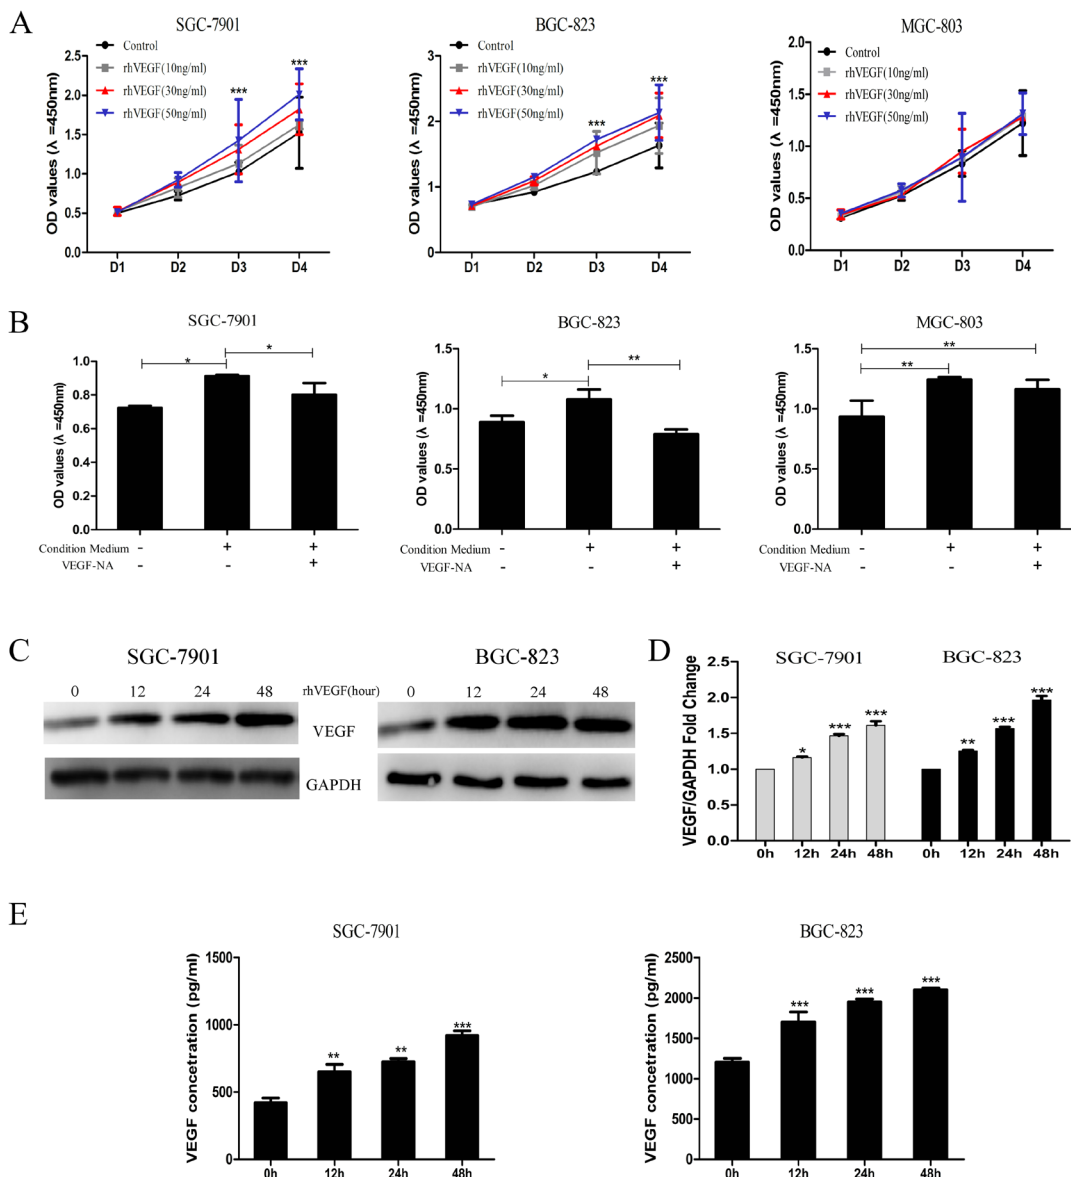 A
SGC-7901
Control
rhVEGF(10ng/ml)
rhVEGF(30ng/ml)
rhVEGF(50ng/ml)
OD values (λ =450nm)
2.5
2.0
1.5
1.0
0.5
0.0
*** ***
D1 D2 D3 D4
BGC-823
Control
rhVEGF(10ng/ml)
rhVEGF(30ng/ml)
rhVEGF(50ng/ml)
OD values (λ =450nm)
3
2
1
0
*** ***
D1 D2 D3 D4
MGC-803
Control
rhVEGF(10ng/ml)
rhVEGF(30ng/ml)
rhVEGF(50ng/ml)
OD values (λ =450nm)
2.0
1.5
1.0
0.5
0.0
D1 D2 D3 D4
B
SGC-7901
OD values (λ =450nm)
1.0
0.8
0.6
0.4
0.2
0.0
* *
Condition Medium - + +
VEGF-NA - - +
BGC-823
OD values (λ =450nm)
1.5
1.0
0.5
0.0
* **
Condition Medium - + +
VEGF-NA - - +
MGC-803
OD values (λ =450nm)
1.5
1.0
0.5
0.0
**
**
Condition Medium - + +
VEGF-NA - - +
C
SGC-7901 BGC-823
0 12 24 48 rhVEGF(hour) 0 12 24 48
VEGF
GAPDH
D
SGC-7901 BGC-823
VEGF/GAPDH Fold Change
2.5
2.0
1.5
1.0
0.5
0.0
* *** *** ** *** ***
0h 12h 24h 48h 0h 12h 24h 48h
E
SGC-7901
VEGF concetration (pg/ml)
1500
1000
500
0
** ** ***
0h 12h 24h 48h
BGC-823
VEGF concetration (pg/ml)
2500
2000
1500
1000
500
0
*** *** ***
0h 12h 24h 48h